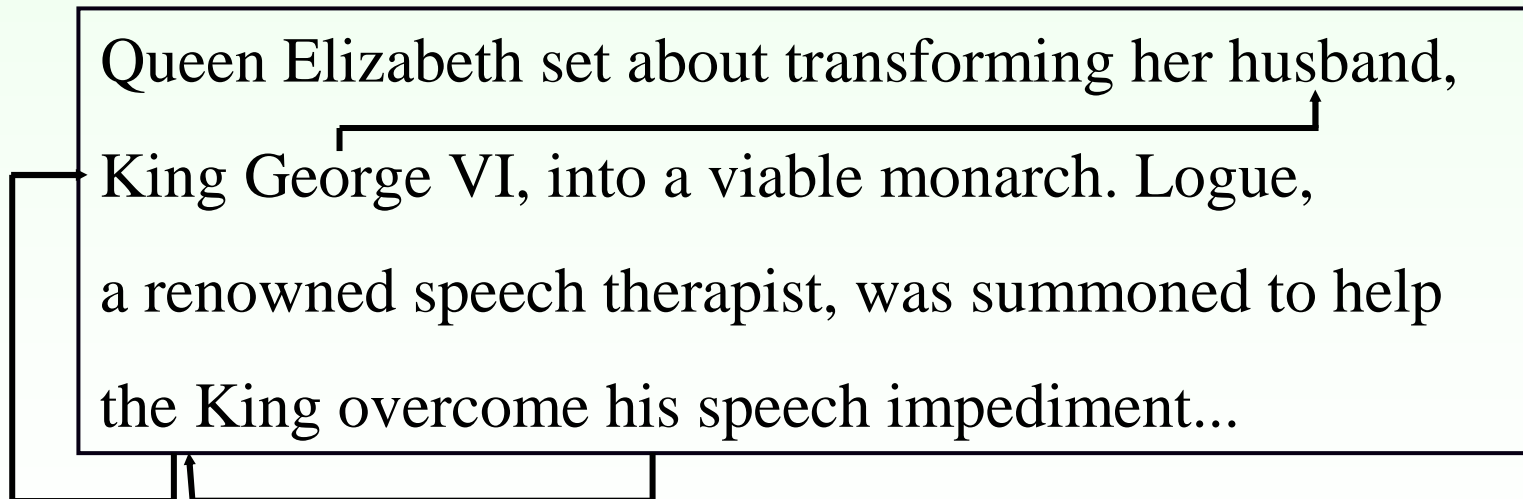 Queen Elizabeth set about transforming her husband,
King George VI, into a viable monarch. Logue,
a renowned speech therapist, was summoned to help
the King overcome his speech impediment...